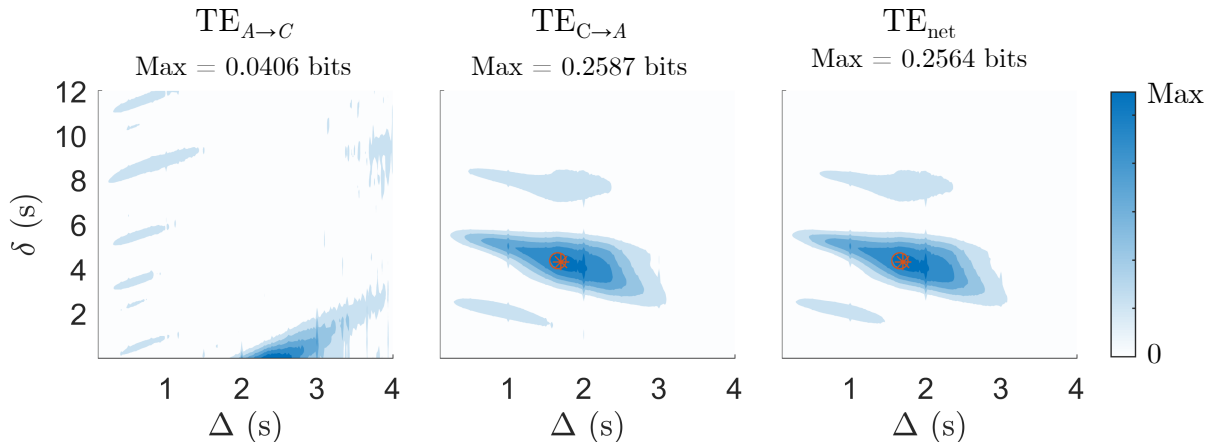 TE_{A→C} TE_{C→A} TE_{net}
Max = 0.0406 bits Max = 0.2587 bits Max = 0.2564 bits
12
10
8
6
4
2
δ (s)
1 2 3 4 1 2 3 4 1 2 3 4
Δ (s) Δ (s) Δ (s)
Max
0